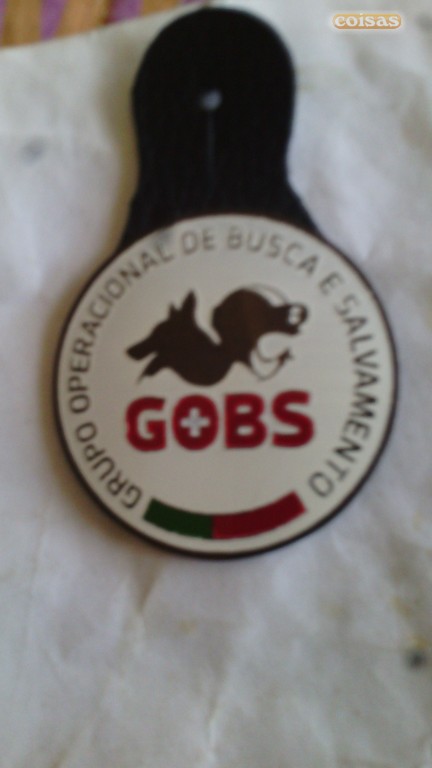 coisas
GRUPO OPERACIONAL DE BUSCA E SALVAMENTO
GOBS